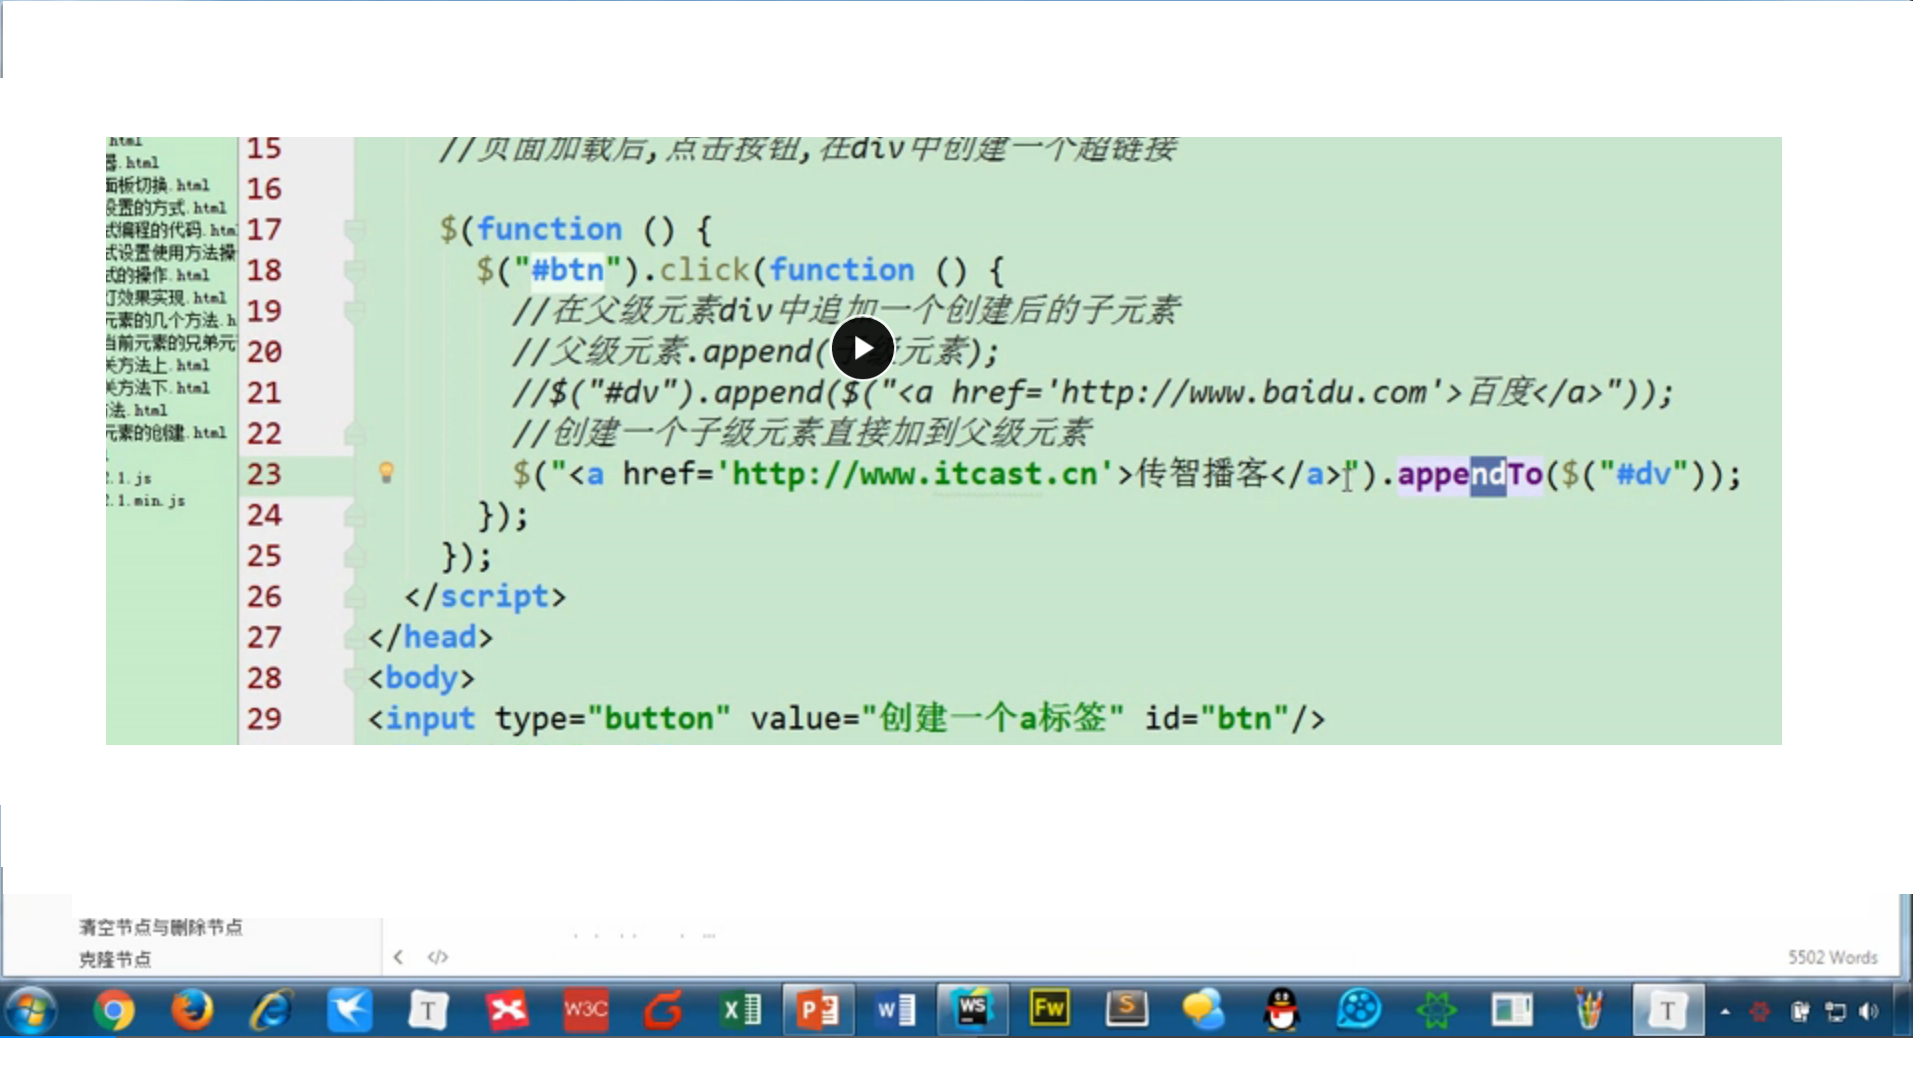 html
器.html
面板切换.html
设置的方式.html
式编程的代码.htm
式设置使用方法操
式的操作.html
灯效果实现.html
元素的几个方法.h
当前元素的兄弟元
关方法上.html
关方法下.html
法.html
元素的创建.html
2.1.js
2.1.min.js
15 //页面加载后,点击按钮,在div中创建一个超链接
16
17 $(function () {
18 $("#btn").click(function () {
19 //在父级元素div中追加一个创建后的子元素
20 //父级元素.append(子级元素);
21 //$("#dv").append($("<a href='http://www.baidu.com'>百度</a>"));
22 //创建一个子级元素直接加到父级元素
23 $("<a href='http://www.itcast.cn'>传智播客</a>").appendTo($("#dv"));
24 });
25 });
26 </script>
27 </head>
28 <body>
29 <input type="button" value="创建一个a标签" id="btn"/>
清空节点与删除节点
克隆节点
< </>
5502 Words
T
W3C
X
P
W
WS
Fw
S
T